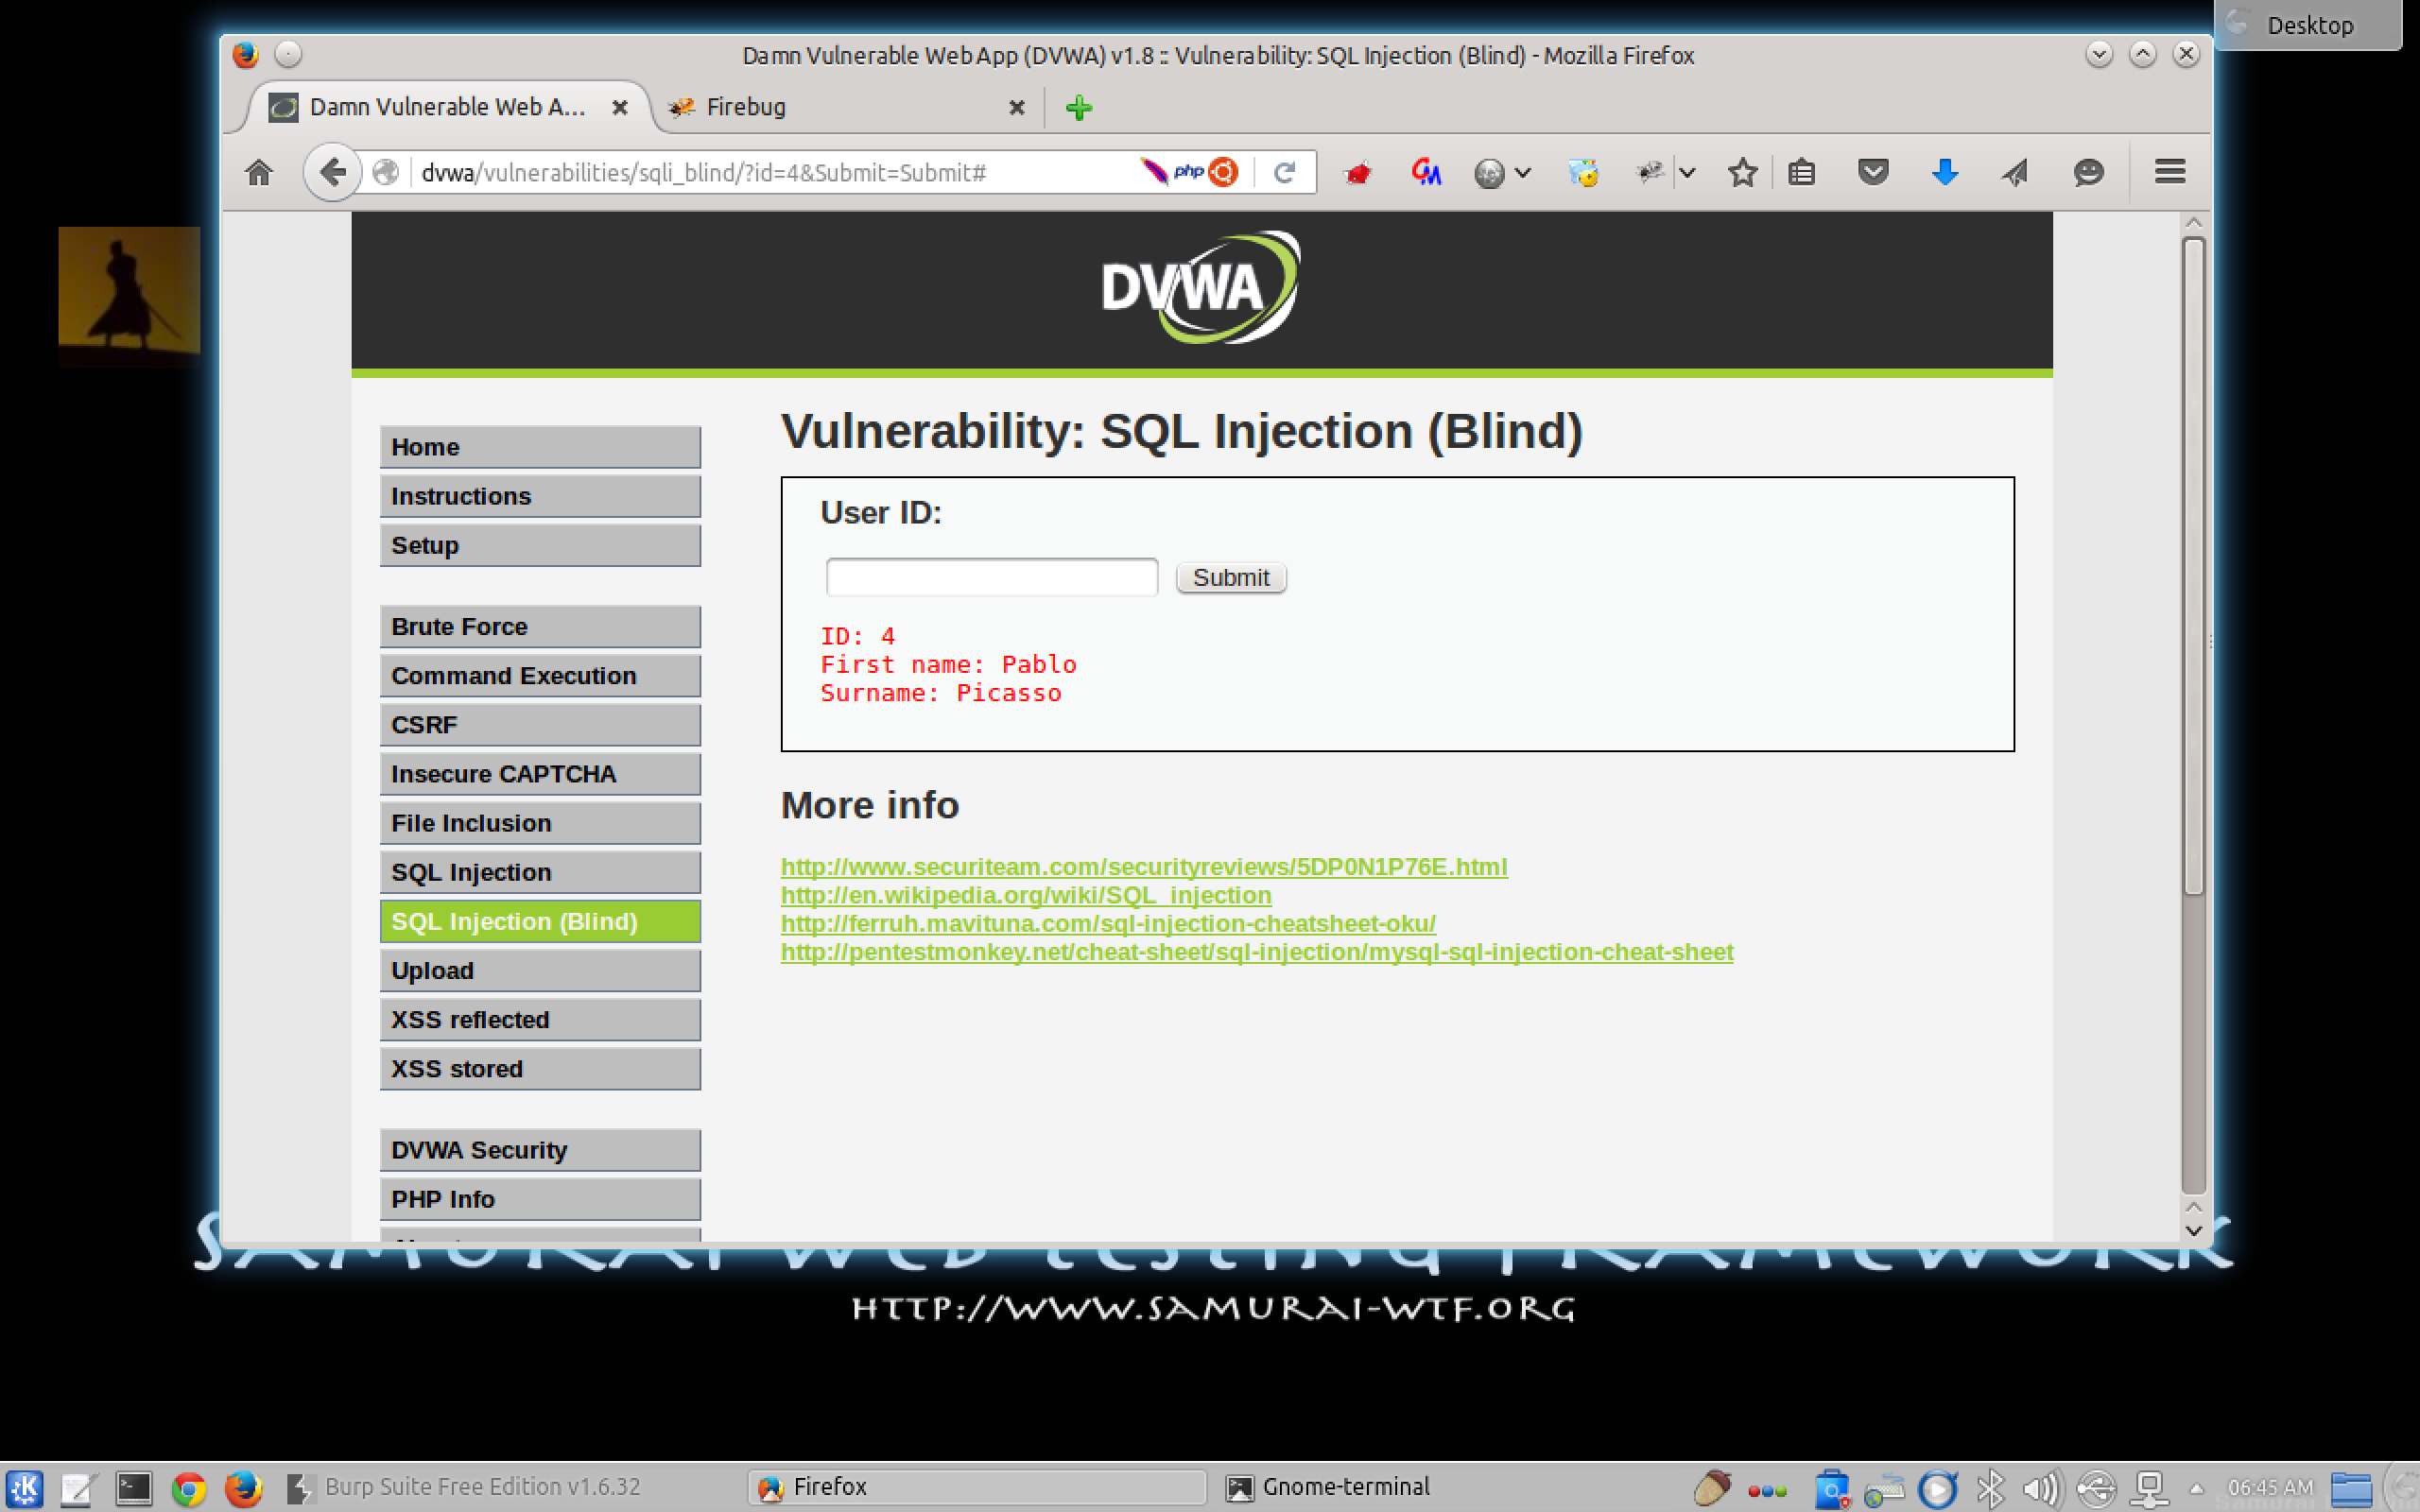 Desktop
Damn Vulnerable Web App (DVWA) v1.8 :: Vulnerability: SQL Injection (Blind) - Mozilla Firefox
Damn Vulnerable Web A...
Firebug
dvwa/vulnerabilities/sqli_blind/?id=4&Submit=Submit#
php
DVWA
Home
Instructions
Setup
Brute Force
Command Execution
CSRF
Insecure CAPTCHA
File Inclusion
SQL Injection
SQL Injection (Blind)
Upload
XSS reflected
XSS stored
DVWA Security
PHP Info
Vulnerability: SQL Injection (Blind)
User ID:
Submit
ID: 4
First name: Pablo
Surname: Picasso
More info
http://www.securiteam.com/securityreviews/5DP0N1P76E.html
http://en.wikipedia.org/wiki/SQL_injection
http://ferruh.mavituna.com/sql-injection-cheatsheet-oku/
http://pentestmonkey.net/cheat-sheet/sql-injection/mysql-sql-injection-cheat-sheet
SAMURAI WEB TESTING FRAMEWORK
HTTP://WWW.SAMURAI-WTF.ORG
Burp Suite Free Edition v1.6.32
Firefox
Gnome-terminal
06:45 AM